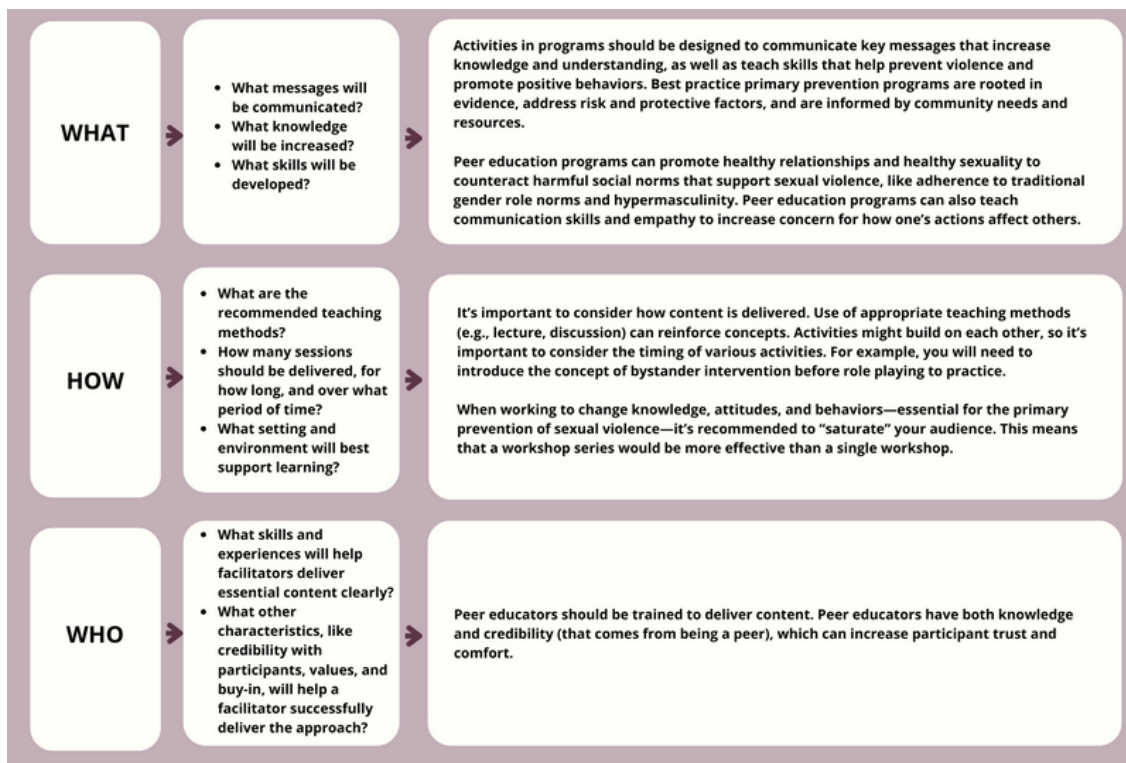 WHAT
• What messages will
be communicated?
• What knowledge
will be increased?
• What skills will be
developed?
Activities in programs should be designed to communicate key messages that increase
knowledge and understanding, as well as teach skills that help prevent violence and
promote positive behaviors. Best practice primary prevention programs are rooted in
evidence, address risk and protective factors, and are informed by community needs and
resources.
Peer education programs can promote healthy relationships and healthy sexuality to
counteract harmful social norms that support sexual violence, like adherence to traditional
gender role norms and hypermasculinity. Peer education programs can also teach
communication skills and empathy to increase concern for how one's actions affect others.
HOW
• What are the
recommended teaching
methods?
• How many sessions
should be delivered, for
how long, and over what
period of time?
• What setting and
environment will best
support learning?
It's important to consider how content is delivered. Use of appropriate teaching methods
(e.g., lecture, discussion) can reinforce concepts. Activities might build on each other, so it's
important to consider the timing of various activities. For example, you will need to
introduce the concept of bystander intervention before role playing to practice.
When working to change knowledge, attitudes, and behaviors—essential for the primary
prevention of sexual violence—it's recommended to "saturate" your audience. This means
that a workshop series would be more effective than a single workshop.
WHO
• What skills and
experiences will help
facilitators deliver
essential content clearly?
• What other
characteristics, like
credibility with
participants, values, and
buy-in, will help a
facilitator successfully
deliver the approach?
Peer educators should be trained to deliver content. Peer educators have both knowledge
and credibility (that comes from being a peer), which can increase participant trust and
comfort.